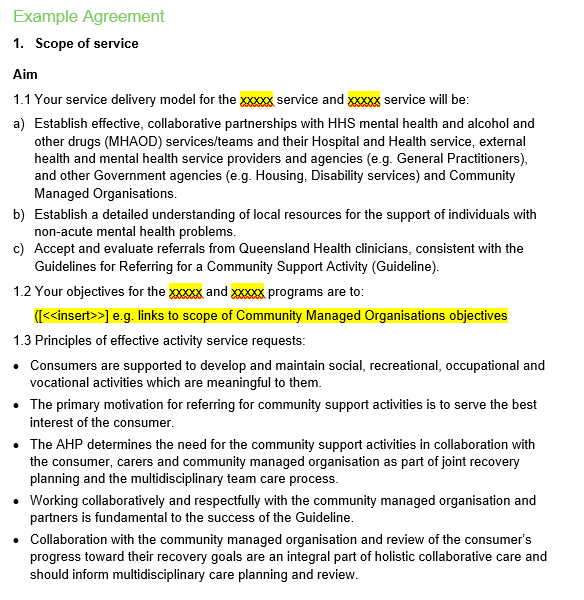 Example Agreement
1. Scope of service
Aim
1.1 Your service delivery model for the xxxxx service and xxxxx service will be:
a) Establish effective, collaborative partnerships with HHS mental health and alcohol and
other drugs (MHAOD) services/teams and their Hospital and Health service, external
health and mental health service providers and agencies (e.g. General Practitioners),
and other Government agencies (e.g. Housing, Disability services) and Community
Managed Organisations.
b) Establish a detailed understanding of local resources for the support of individuals with
non-acute mental health problems.
c) Accept and evaluate referrals from Queensland Health clinicians, consistent with the
Guidelines for Referring for a Community Support Activity (Guideline).
1.2 Your objectives for the xxxxx and xxxxx programs are to:
([<<insert>>] e.g. links to scope of Community Managed Organisations objectives
1.3 Principles of effective activity service requests:
• Consumers are supported to develop and maintain social, recreational, occupational and
vocational activities which are meaningful to them.
• The primary motivation for referring for community support activities is to serve the best
interest of the consumer.
• The AHP determines the need for the community support activities in collaboration with
the consumer, carers and community managed organisation as part of joint recovery
planning and the multidisciplinary team care process.
• Working collaboratively and respectfully with the community managed organisation and
partners is fundamental to the success of the Guideline.
• Collaboration with the community managed organisation and review of the consumer's
progress toward their recovery goals are an integral part of holistic collaborative care and
should inform multidisciplinary care planning and review.